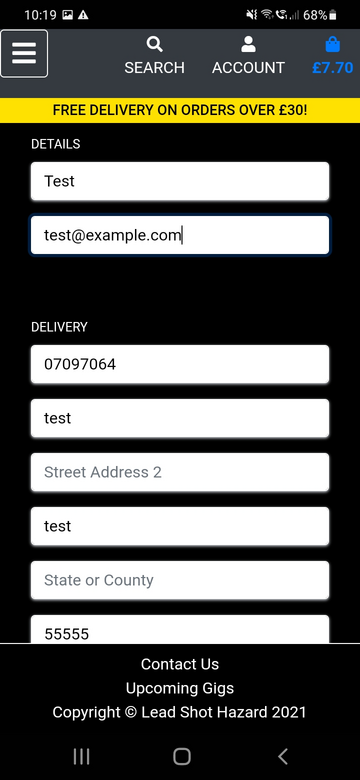 10:19 68%
SEARCH ACCOUNT £7.70
FREE DELIVERY ON ORDERS OVER £30!
DETAILS
Test
test@example.com
DELIVERY
07097064
test
Street Address 2
test
State or County
55555
Contact Us
Upcoming Gigs
Copyright © Lead Shot Hazard 2021